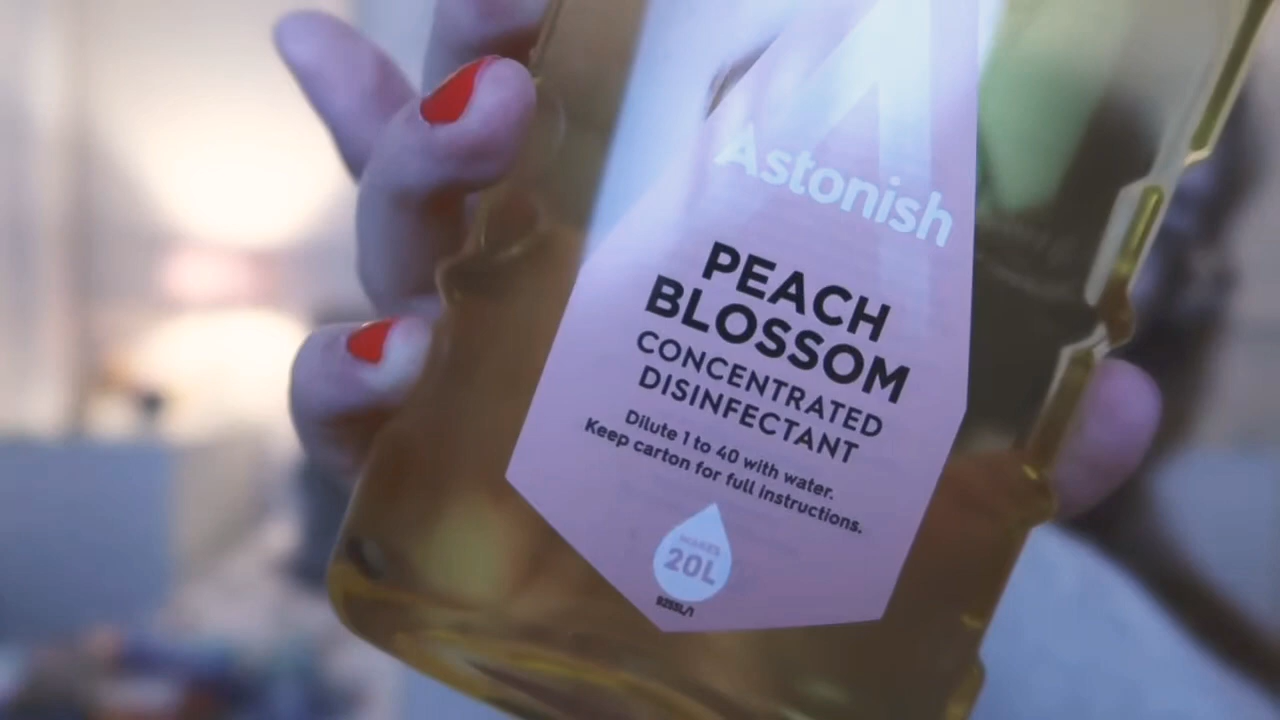 Astonish
PEACH
BLOSSOM
CONCENTRATED
DISINFECTANT
Dilute 1 to 40 with water.
Keep carton for full instructions.
MAKES
20L